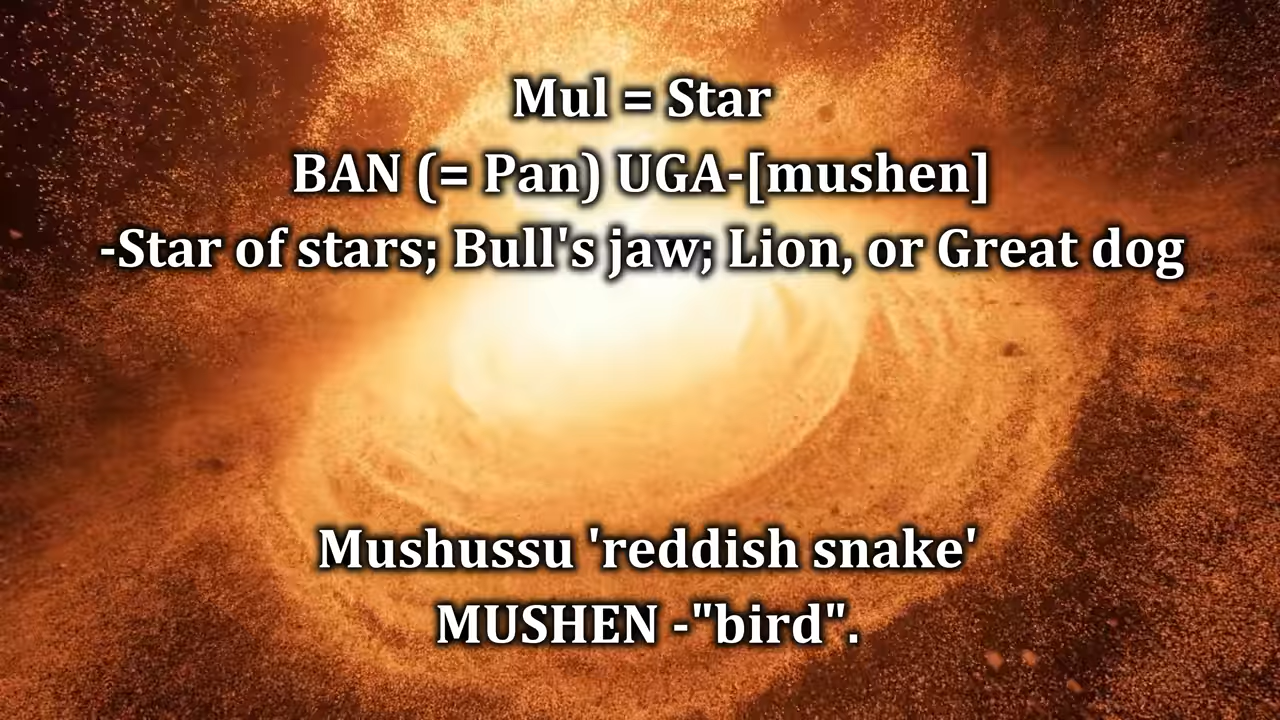 Mul = Star
BAN (= Pan) UGA-[mushen]
-Star of stars; Bull's jaw; Lion, or Great dog
Mushussu 'reddish snake'
MUSHEN -"bird".